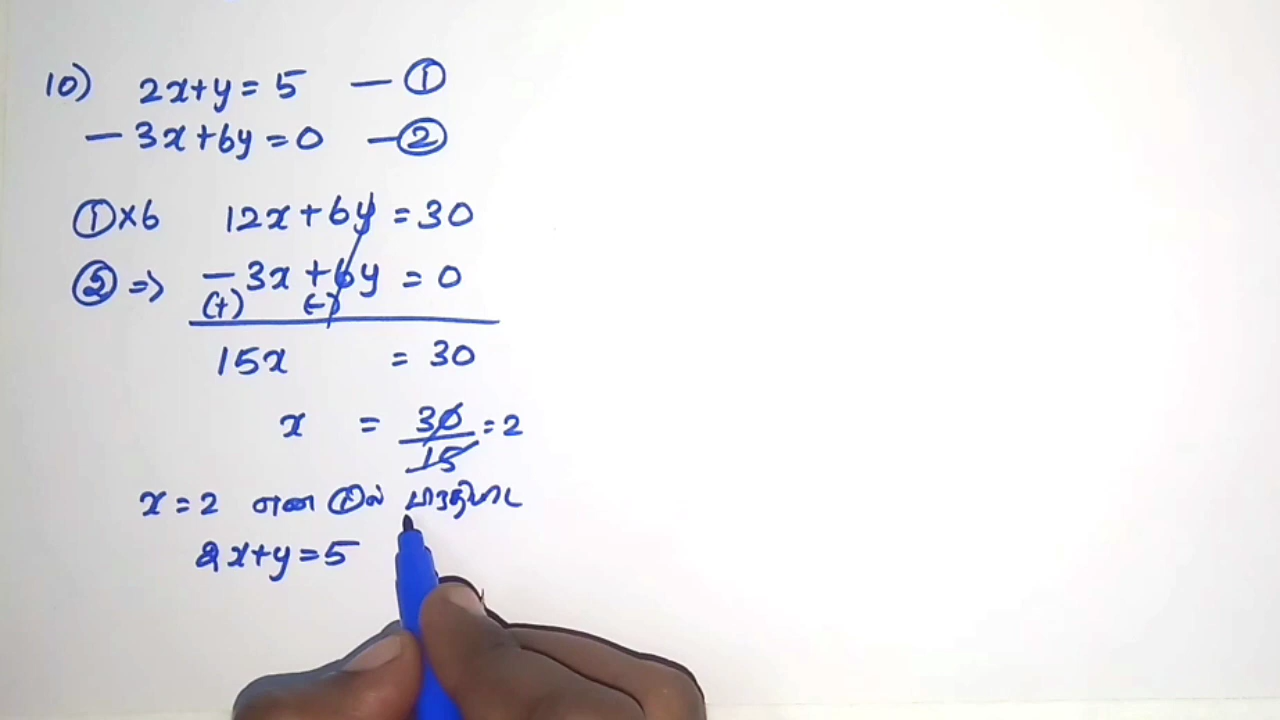 10) 2x+y=5 —①
-3x+6y=0 —②
①×6 12x+6y=30
② ⇒ -3x+6y=0
(+) (-)
15x = 30
x = 30/15 = 2
x=2 என ①ல் பிரதியிட
2x+y=5